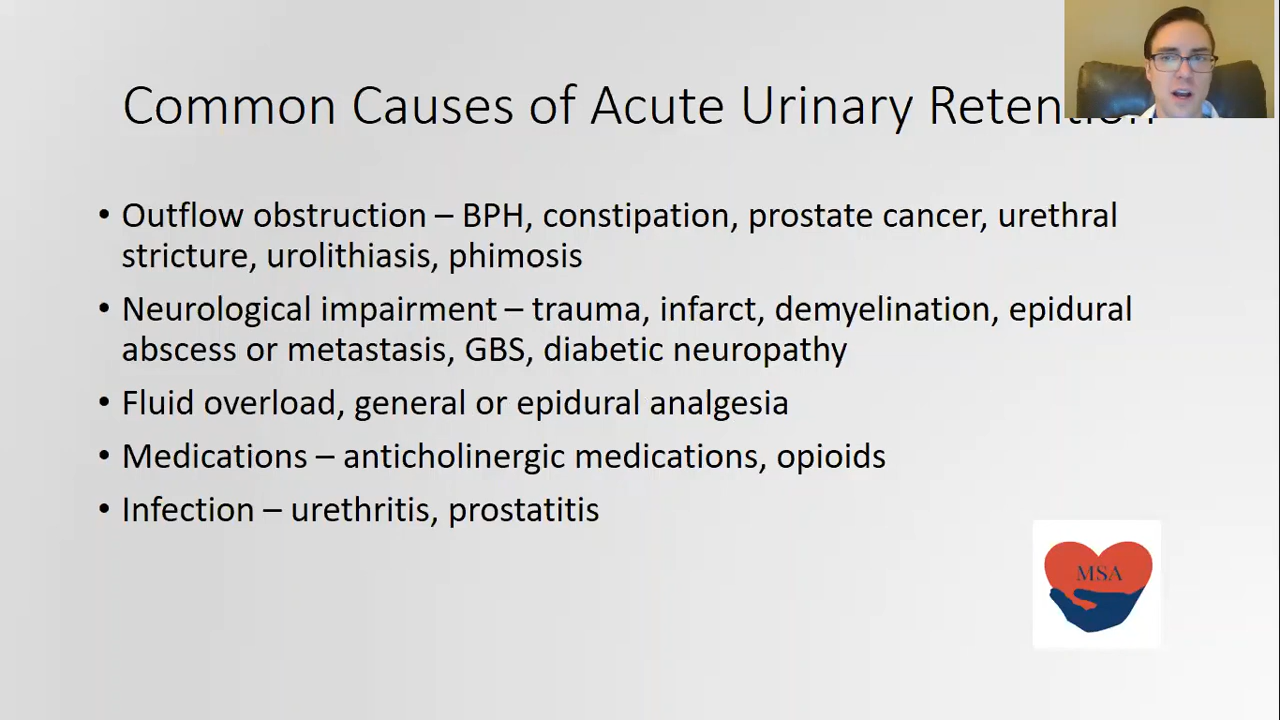 Common Causes of Acute Urinary Retention
• Outflow obstruction – BPH, constipation, prostate cancer, urethral
stricture, urolithiasis, phimosis
• Neurological impairment – trauma, infarct, demyelination, epidural
abscess or metastasis, GBS, diabetic neuropathy
• Fluid overload, general or epidural analgesia
• Medications – anticholinergic medications, opioids
• Infection – urethritis, prostatitis
MSA